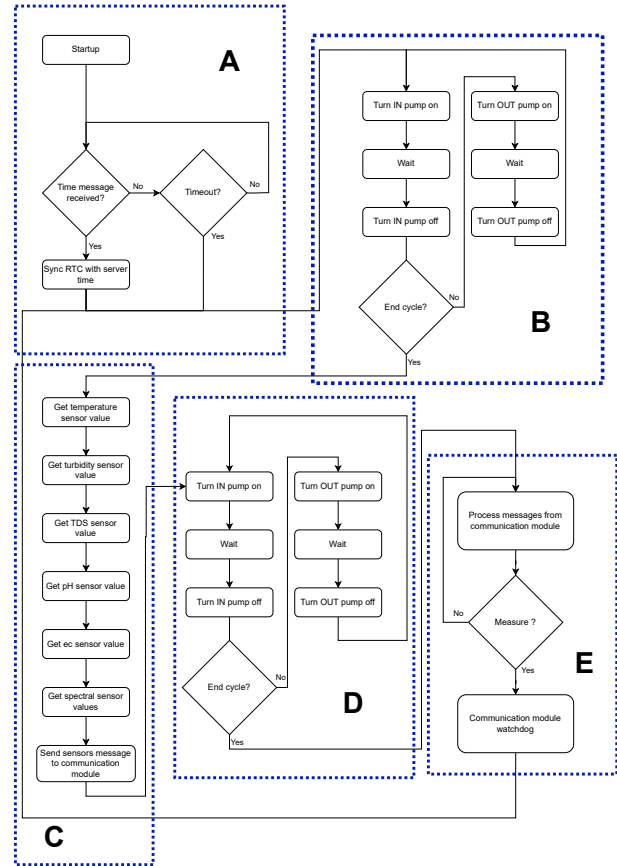 A
Startup
Time message
received?
No
Timeout?
No
Yes
Yes
Sync RTC with server
time
B
Turn IN pump on
Turn OUT pump on
Wait
Wait
Turn IN pump off
Turn OUT pump off
End cycle?
No
Yes
C
Get temperature
sensor value
Get turbidity sensor
value
Get TDS sensor
value
Get pH sensor value
Get ec sensor value
Get spectral sensor
values
Send sensors message
to communication
module
D
Turn IN pump on
Turn OUT pump on
Wait
Wait
Turn IN pump off
Turn OUT pump off
End cycle?
No
Yes
E
Process messages from
communication module
No
Measure ?
Yes
Communication module
watchdog